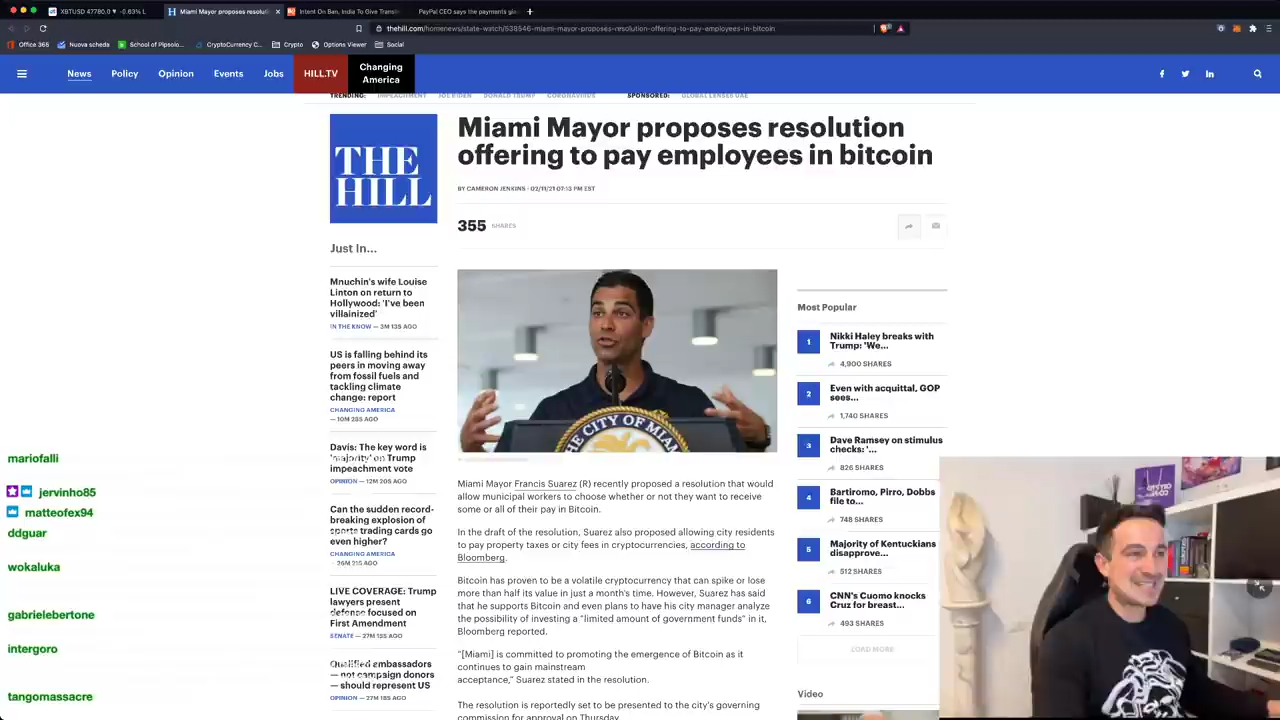 XBTUSD 47780.0 ▼ -0.63% L
Miami Mayor proposes resoluti
Intent On Ban, India To Give Transi
PayPal CEO says the payments gia
thehill.com/homenews/state-watch/538546-miami-mayor-proposes-resolution-offering-to-pay-employees-in-bitcoin
Office 365
Nuova scheda
School of Pipsolo...
CryptoCurrency C...
Crypto
Options Viewer
Social
News
Policy
Opinion
Events
Jobs
HILL.TV
Changing
America
TRENDING:
IMPEACHMENT
JOE BIDEN
DONALD TRUMP
CORONAVIRUS
SPONSORED:
GLOBAL LENSES UAE
THE
HILL
Miami Mayor proposes resolution
offering to pay employees in bitcoin
BY CAMERON JENKINS - 02/11/21 07:13 PM EST
355 SHARES
Just In...
Mnuchin's wife Louise
Linton on return to
Hollywood: 'I've been
villainized'
IN THE KNOW — 3M 13S AGO
US is falling behind its
peers in moving away
from fossil fuels and
tackling climate
change: report
CHANGING AMERICA
— 10M 28S AGO
Davis: The key word is
'majority' on Trump
impeachment vote
OPINION — 12M 20S AGO
Can the sudden record-
breaking explosion of
sports trading cards go
even higher?
CHANGING AMERICA
- 26M 21S AGO
LIVE COVERAGE: Trump
lawyers present
defense focused on
First Amendment
SENATE — 27M 13S AGO
Qualified embassadors
— not campaign donors
— should represent US
OPINION — 27M 18S AGO
THE CITY OF MIAMI
Miami Mayor Francis Suarez (R) recently proposed a resolution that would
allow municipal workers to choose whether or not they want to receive
some or all of their pay in Bitcoin.
In the draft of the resolution, Suarez also proposed allowing city residents
to pay property taxes or city fees in cryptocurrencies, according to
Bloomberg.
Bitcoin has proven to be a volatile cryptocurrency that can spike or lose
more than half its value in just a month's time. However, Suarez has said
that he supports Bitcoin and even plans to have his city manager analyze
the possibility of investing a "limited amount of government funds" in it,
Bloomberg reported.
"[Miami] is committed to promoting the emergence of Bitcoin as it
continues to gain mainstream
acceptance," Suarez stated in the resolution.
The resolution is reportedly set to be presented to the city's governing
commission for approval on Thursday.
Most Popular
1
Nikki Haley breaks with
Trump: 'We...
4,900 SHARES
2
Even with acquittal, GOP
sees...
1,740 SHARES
3
Dave Ramsey on stimulus
checks: '...
826 SHARES
4
Bartiromo, Pirro, Dobbs
file to...
748 SHARES
5
Majority of Kentuckians
disapprove...
512 SHARES
6
CNN's Cuomo knocks
Cruz for breast...
493 SHARES
LOAD MORE
Video
mariofalli
jervinho85
matteofex94
ddguar
wokaluka
gabrielebertone
intergoro
tangomassacre